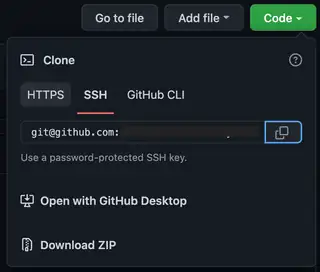 Go to file Add file Code
Clone
HTTPS SSH GitHub CLI
git@github.com:
Use a password-protected SSH key.
Open with GitHub Desktop
Download ZIP